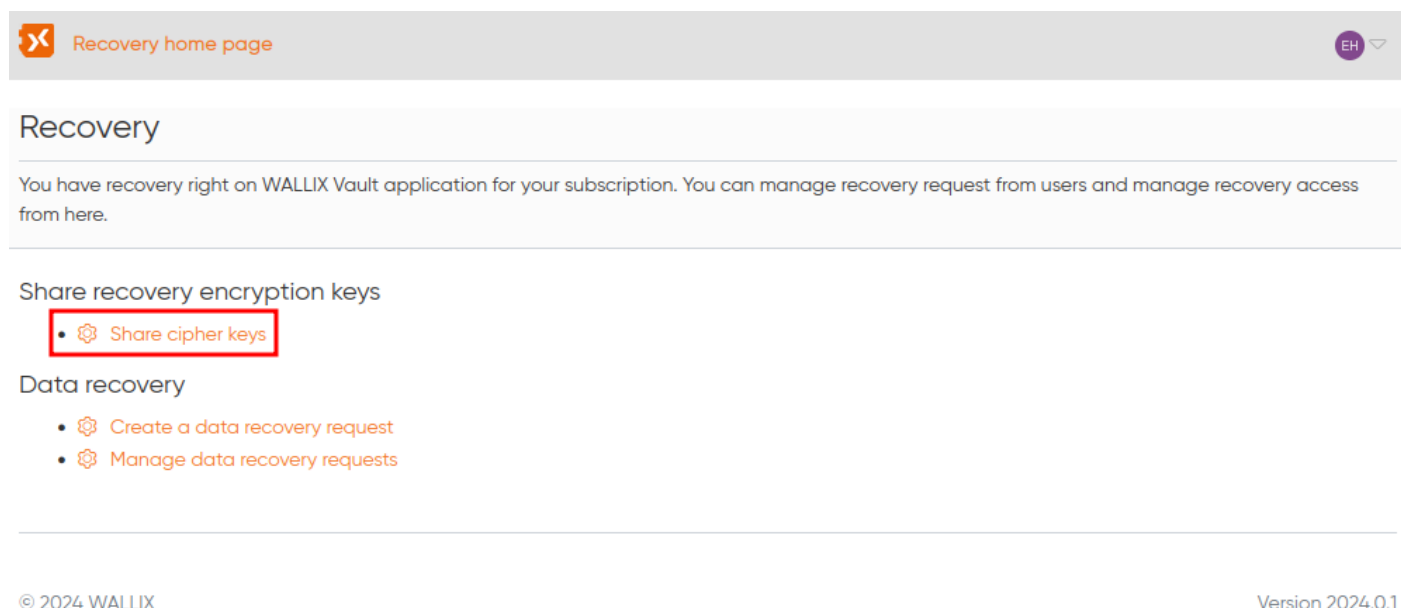 Recovery home page
EH
Recovery
You have recovery right on WALLIX Vault application for your subscription. You can manage recovery request from users and manage recovery access
from here.
Share recovery encryption keys
Share cipher keys
Data recovery
Create a data recovery request
Manage data recovery requests
© 2024 WALLIX
Version 2024.0.1